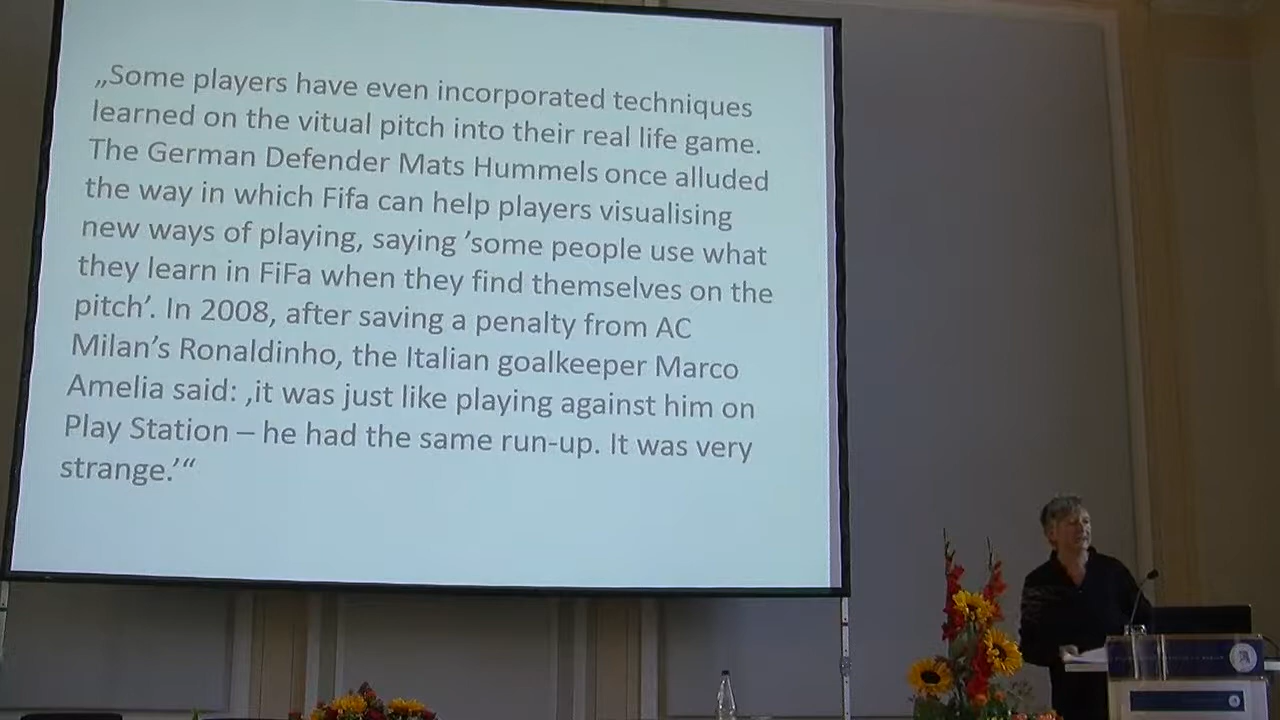 „Some players have even incorporated techniques
learned on the vitual pitch into their real life game.
The German Defender Mats Hummels once alluded
the way in which Fifa can help players visualising
new ways of playing, saying ’some people use what
they learn in FiFa when they find themselves on the
pitch’. In 2008, after saving a penalty from AC
Milan’s Ronaldinho, the Italian goalkeeper Marco
Amelia said: ‚it was just like playing against him on
Play Station – he had the same run-up. It was very
strange.’“